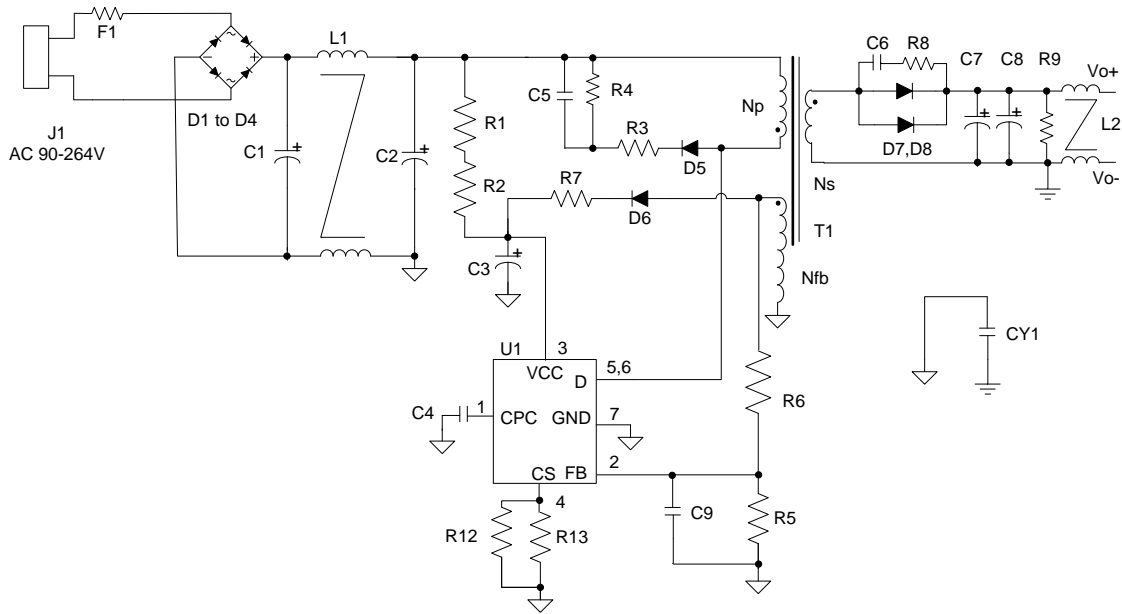 F1
J1
AC 90-264V
D1 to D4
L1
C1
C2
R1
R2
C3
C5
R4
R3
D5
R7
D6
Np
Ns
T1
Nfb
C6
R8
D7,D8
C7
C8
R9
Vo+
L2
Vo-
U1
3
VCC
D
5,6
C4
1
CPC
GND
7
CS
FB
2
4
R12
R13
C9
R6
R5
CY1
+
+
+
+
+
+
-
~
~